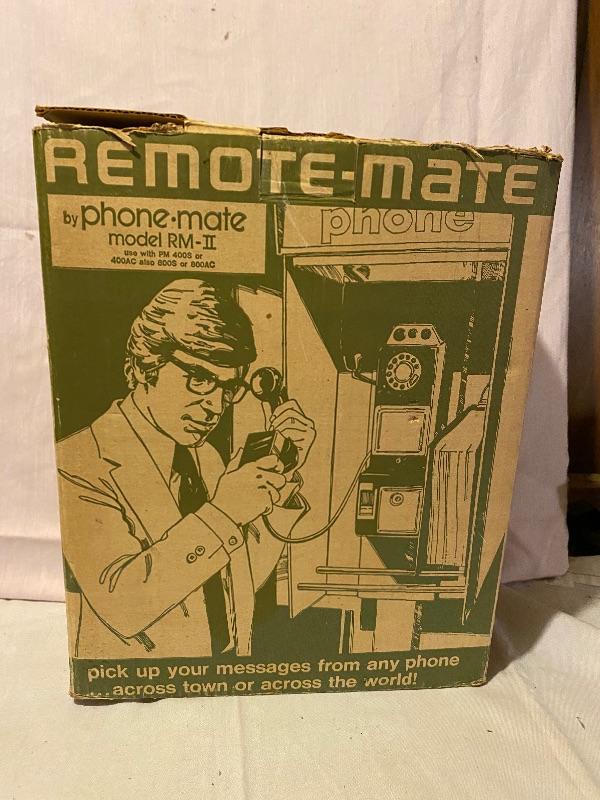 REMOTE-MATE
by phone•mate
model RM-II
use with PM 400S or
400AC also 800S or 800AC
phone
pick up your messages from any phone
...across town or across the world!